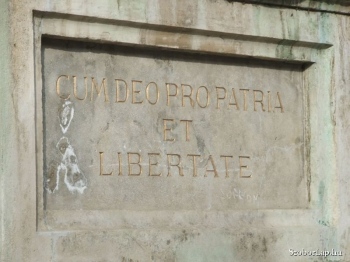 CUM DEO PRO PATRIA
ET
LIBERTATE
Szoborlap.hu